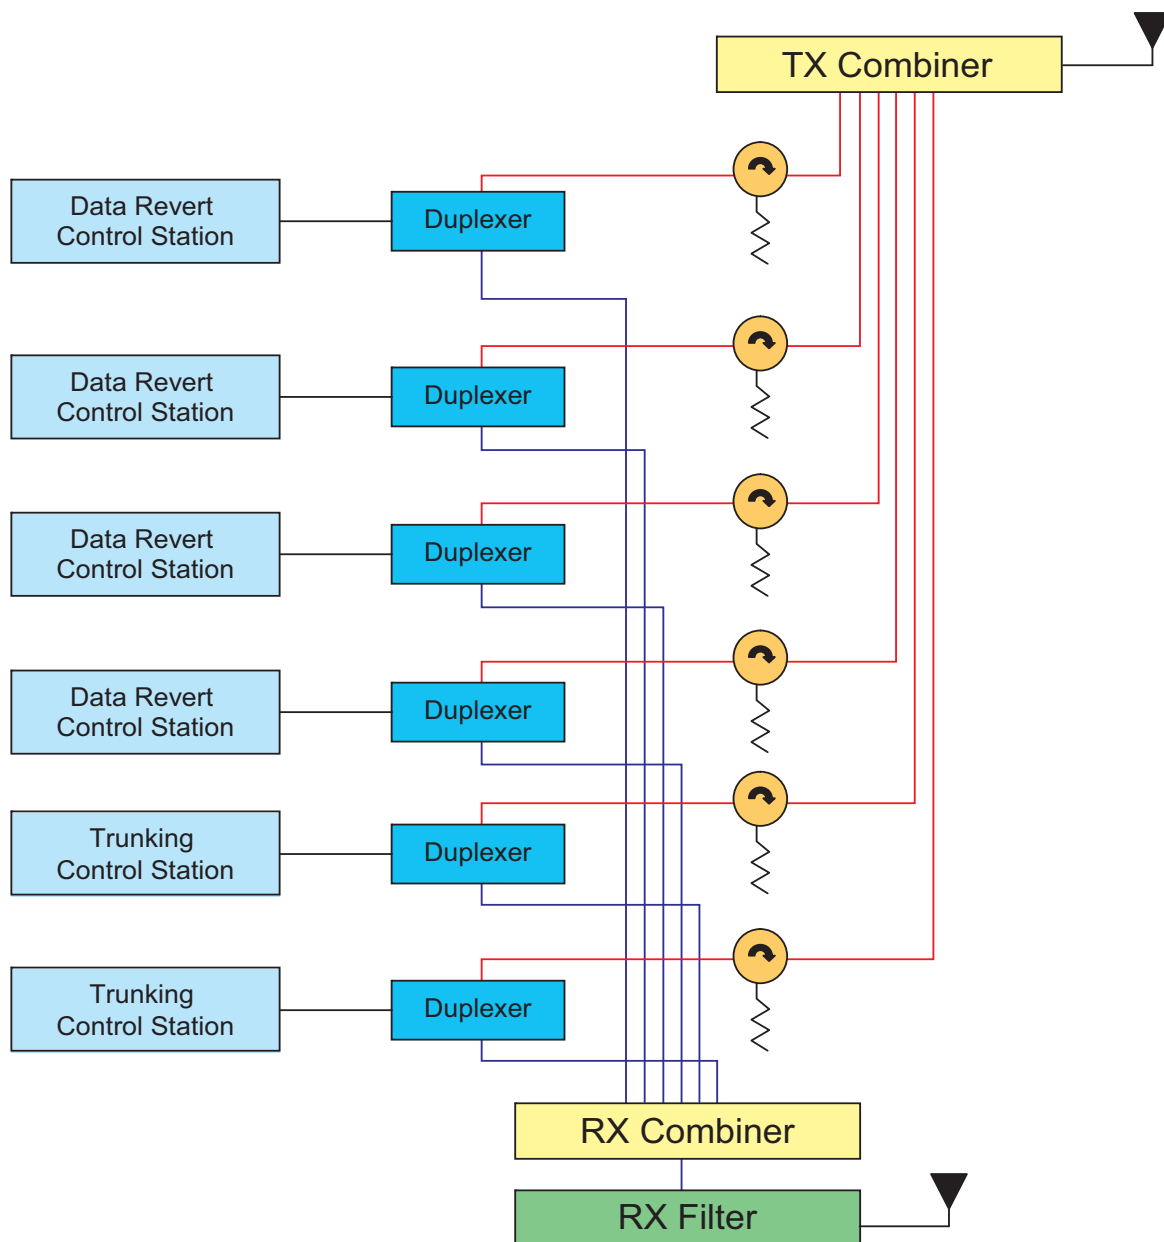 TX Combiner
Data Revert
Control Station
Duplexer
Data Revert
Control Station
Duplexer
Data Revert
Control Station
Duplexer
Data Revert
Control Station
Duplexer
Trunking
Control Station
Duplexer
Trunking
Control Station
Duplexer
RX Combiner
RX Filter